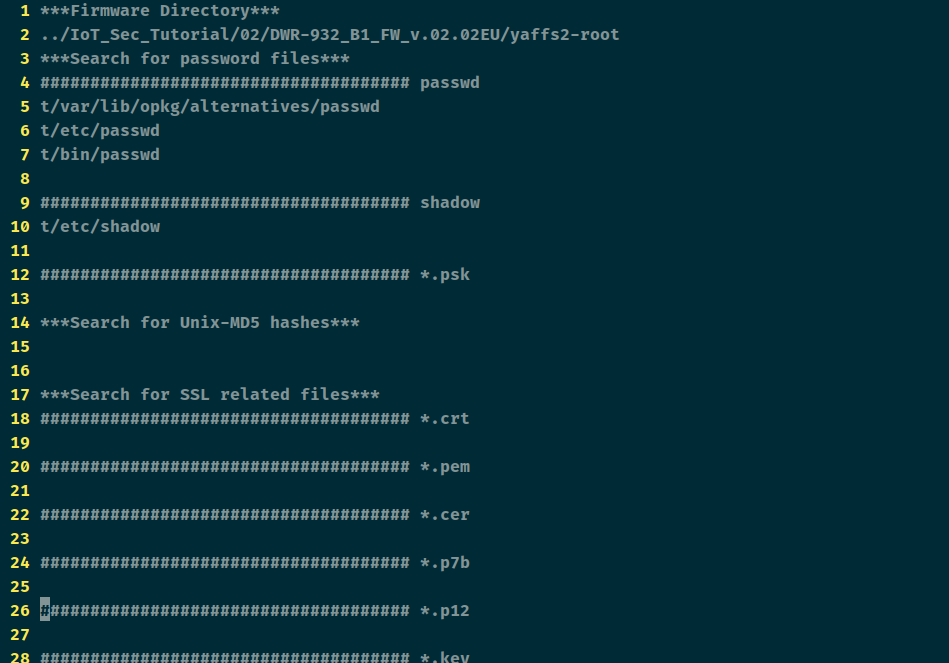 1 ***Firmware Directory***
2 ../IoT_Sec_Tutorial/02/DWR-932_B1_FW_v.02.02EU/yaffs2-root
3 ***Search for password files***
4 ##################################### passwd
5 t/var/lib/opkg/alternatives/passwd
6 t/etc/passwd
7 t/bin/passwd
8
9 ##################################### shadow
10 t/etc/shadow
11
12 ##################################### *.psk
13
14 ***Search for Unix-MD5 hashes***
15
16
17 ***Search for SSL related files***
18 ##################################### *.crt
19
20 ##################################### *.pem
21
22 ##################################### *.cer
23
24 ##################################### *.p7b
25
26 ##################################### *.p12
27
28 ##################################### *.key